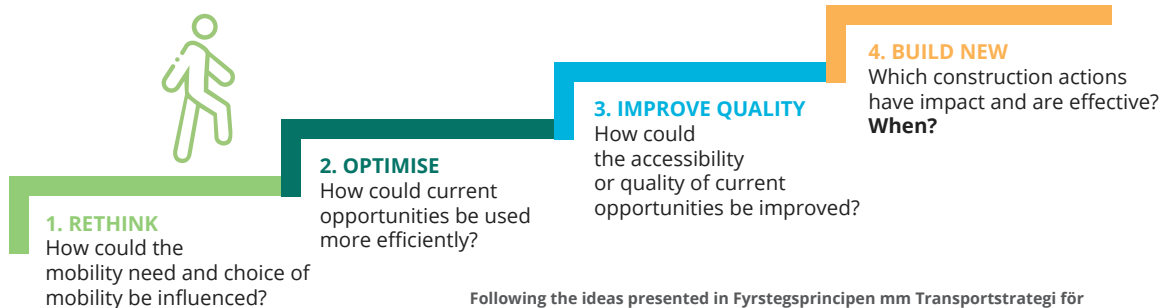 4. BUILD NEW
Which construction actions
have impact and are effective?
When?
3. IMPROVE QUALITY
How could
the accessibility
or quality of current
opportunities be improved?
2. OPTIMISE
How could current
opportunities be used
more efficiently?
1. RETHINK
How could the
mobility need and choice of
mobility be influenced?
Following the ideas presented in Fyrstegsprincipen mm Transportstrategi för